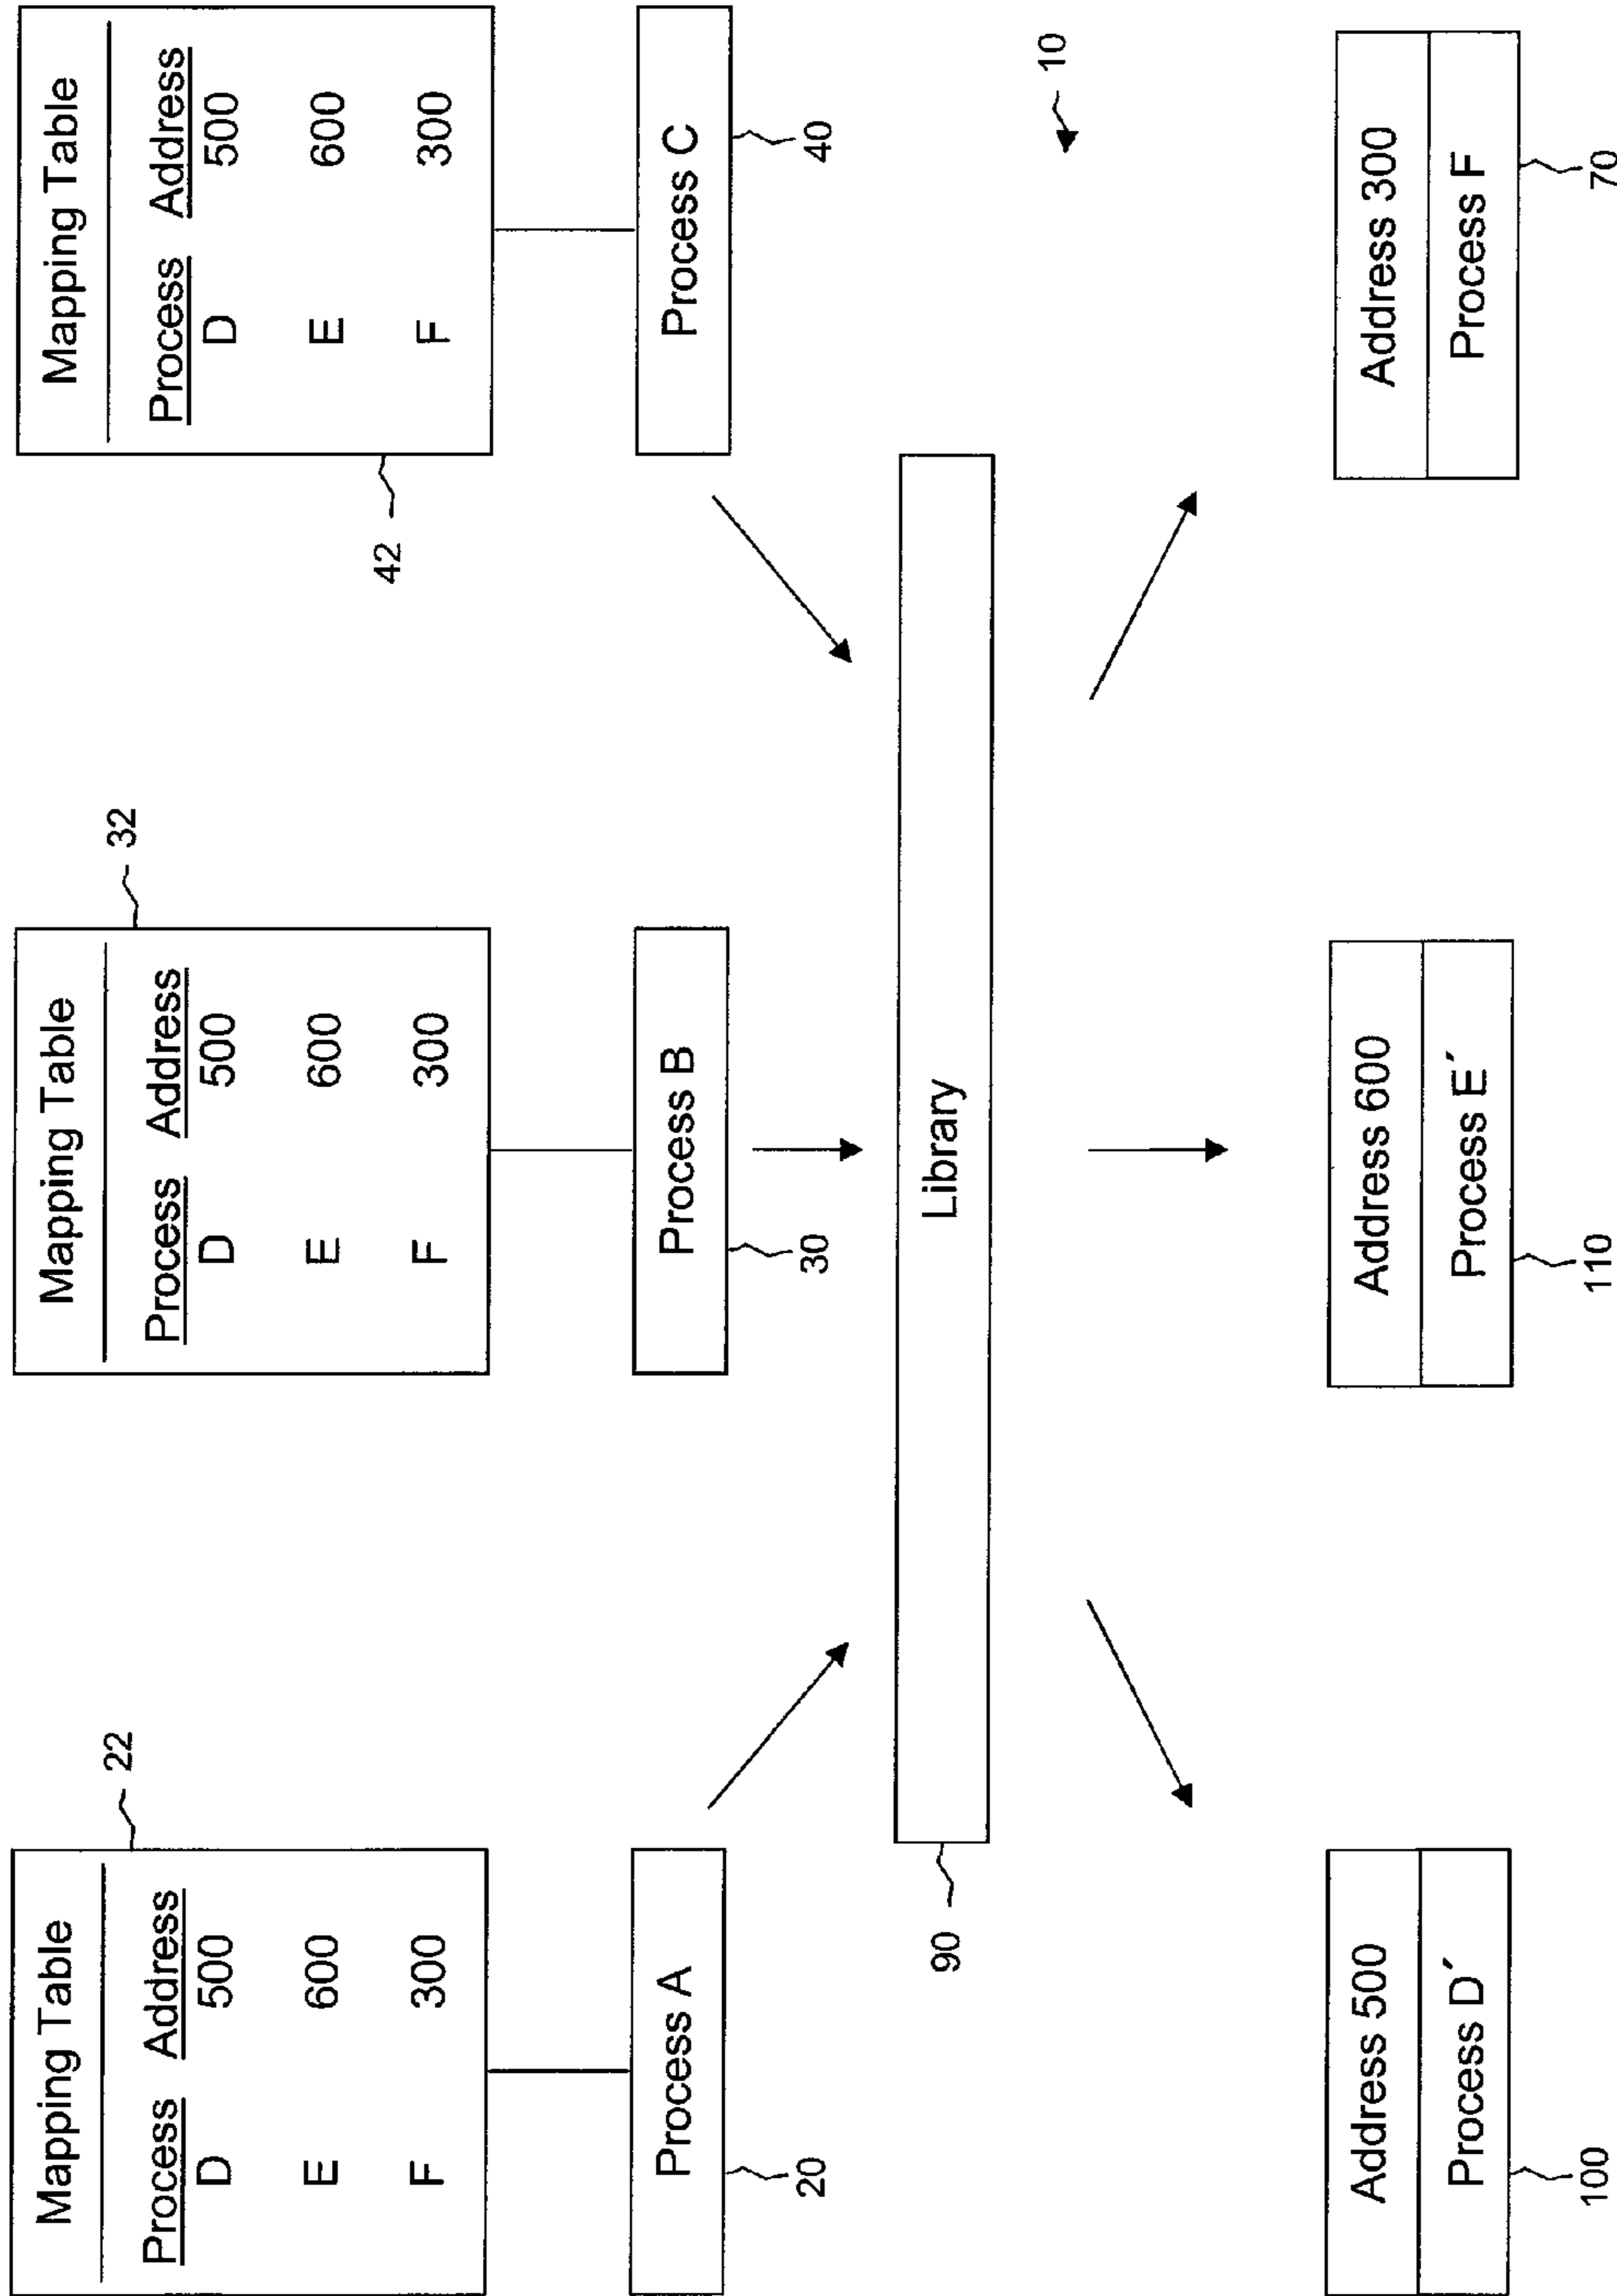 Mapping Table
Process Address
D 500
E 600
F 300
22
Process A
20
Mapping Table
Process Address
D 500
E 600
F 300
32
Process B
30
Mapping Table
Process Address
D 500
E 600
F 300
42
Process C
40
Library
90
10
Address 500
Process D´
100
Address 600
Process E´
110
Address 300
Process F
70